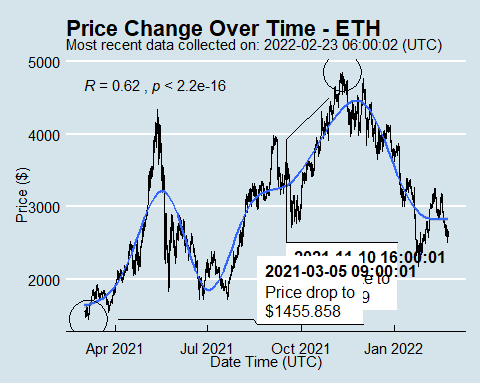 Price Change Over Time - ETH
Most recent data collected on: 2022-02-23 06:00:02 (UTC)
R = 0.62 , p < 2.2e-16
5000
4000
3000
2000
Price ($)
2021-11-10 16:00:01
2021-03-05 09:00:01
Price drop to
$1455.858
to
9
Apr 2021
Jul 2021
Oct 2021
Jan 2022
Date Time (UTC)